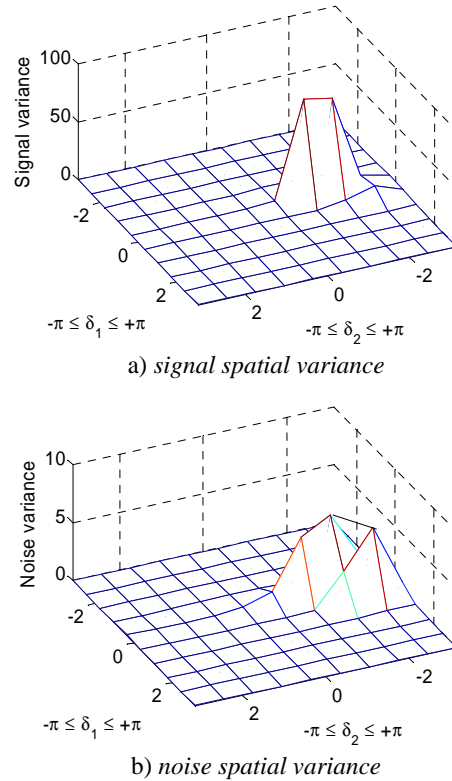 100
50
0
Signal variance
-2
0
2
2
0
-2
-π ≤ δ1 ≤ +π
-π ≤ δ2 ≤ +π
a) signal spatial variance
10
5
0
Noise variance
-2
0
2
2
0
-2
-π ≤ δ1 ≤ +π
-π ≤ δ2 ≤ +π
b) noise spatial variance